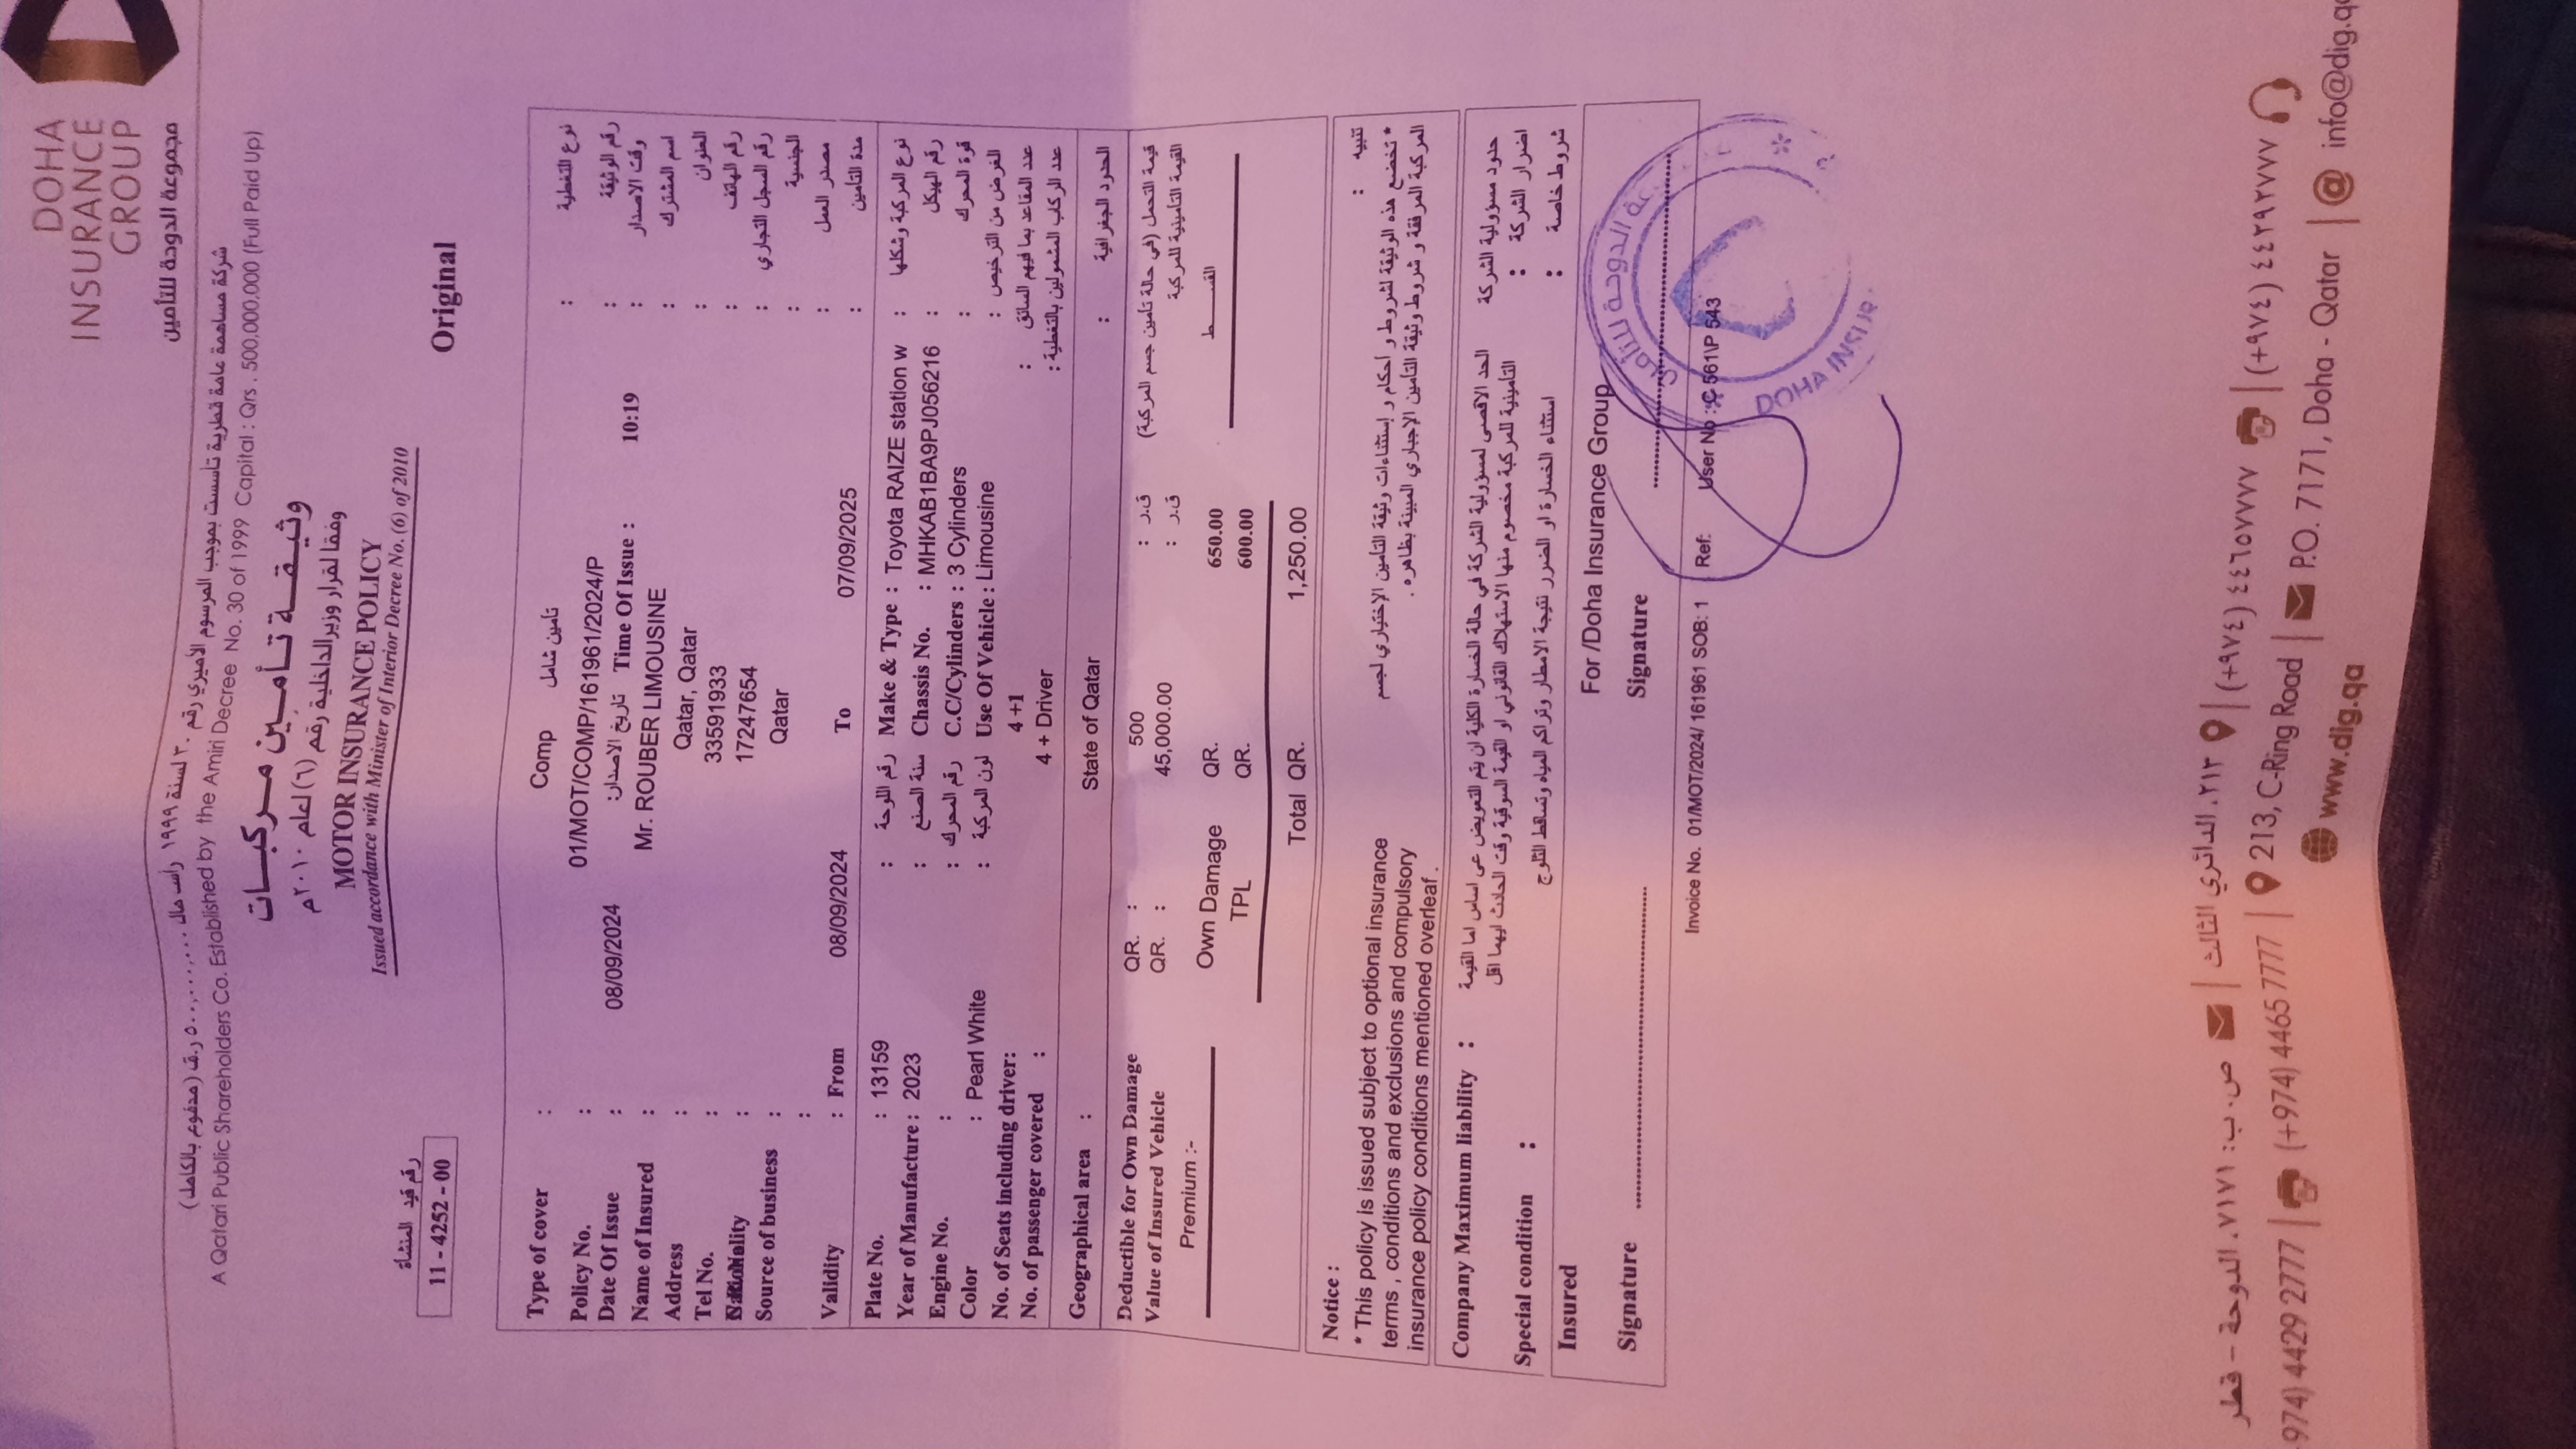 DOHA
INSURANCE
GROUP
مجموعة الدوحة للتأمين
شركة مساهمة عامة قطرية تأسست بموجب المرسوم الأميري رقم ٣٠ لسنة ١٩٩٩ رأس مال ٥٠٠,٠٠٠,٠٠٠ ر.ق (مدفوع بالكامل)
A Qatari Public Shareholders Co. Established by the Amiri Decree No. 30 of 1999 Capital : Qrs . 500,000,000 (Full Paid Up)
وثيـقـة تـأمـيـن مـركبـات
وفقا لقرار وزيرالداخلية رقم (٦) لعام ٢٠١٠م
MOTOR INSURANCE POLICY
Issued accordance with Minister of Interior Decree No. (6) of 2010
رقم قيد المنشأة
11 - 4252 - 00
Original
Type of cover : Comp تأمين شامل : نوع التغطية
Policy No. : 01/MOT/COMP/161961/2024/P : رقم الوثيقة
Date Of Issue : 08/09/2024 تاريخ الاصدار: Time Of Issue : 10:19 : وقت الاصدار
Name of Insured : Mr. ROUBER LIMOUSINE : اسم المشترك
Address : Qatar, Qatar : العنوان
Tel No. : 33591933 : رقم الهاتف
Nationality : 17247654 : رقم السجل التجاري
Source of business : Qatar : الجنسية
: : مصدر العمل
Validity : From 08/09/2024 To 07/09/2025 : مدة التأمين
Plate No. : 13159 : رقم اللوحة Make & Type : Toyota RAIZE station w : نوع المركبة وشكلها
Year of Manufacture : 2023 : سنة الصنع Chassis No. : MHKAB1BA9PJ056216 : رقم الهيكل
Engine No. : : رقم المحرك C.C/Cylinders : 3 Cylinders : قوة المحرك
Color : Pearl White : لون المركبة Use Of Vehicle : Limousine : الغرض من الترخيص
No. of Seats including driver: 4 +1 : عدد المقاعد بما فيهم السائق
No. of passenger covered : 4 + Driver : عدد الركاب المشمولين بالتغطية
Geographical area : State of Qatar : الحدود الجغرافية
Deductible for Own Damage QR. : 500 ق.ر : قيمة التحمل (في حالة تأمين جسم المركبة)
Value of Insured Vehicle QR. : 45,000.00 ق.ر : القيمة التأمينية للمركبة
Premium :- القســـط
Own Damage QR. 650.00
TPL QR. 600.00
Total QR. 1,250.00
Notice : تنبيه :
* This policy is issued subject to optional insurance
terms , conditions and exclusions and compulsory
insurance policy conditions mentioned overleaf .
* تخضع هذه الوثيقة لشروط و أحكام و إستثناءات وثيقة التأمين الإختياري لجسم
المركبة المرفقة و شروط وثيقة التأمين الإجباري المبينة بظاهره .
Company Maximum liability : الحد الاقصى لمسؤولية الشركة في حالة الخسارة الكلية ان يتم التعويض عى اساس اما القيمة حدود مسؤولية الشركة
التأمينية للمركبة مخصوم منها الاستهلاك القانوني او القيمة السوقية وقت الحادث ايهما اقل : اضرار الشركة
Special condition : استثناء الخسارة او الضرر نتيجة الامطار وتراكم المياه وتساقط الثلوج : شروط خاصة
Insured For /Doha Insurance Group
Signature Signature
عة الدوحة للتأمين
DOHA INSUR
Invoice No. 01/MOT/2024/ 161961 SOB: 1 Ref: User No : C 561\P 543
٤٤٢٩٢٧٧٧ (٩٧٤+) | ٤٤٦٥٧٧٧٧ (٩٧٤+) | ٢١٣، الدائري الثالث | ص. ب: ٧١٧١، الدوحة - قطر
974) 4429 2777 | (+974) 4465 7777 | 213, C-Ring Road | P.O. 7171, Doha - Qatar | @ info@dig.q
www.dig.qa